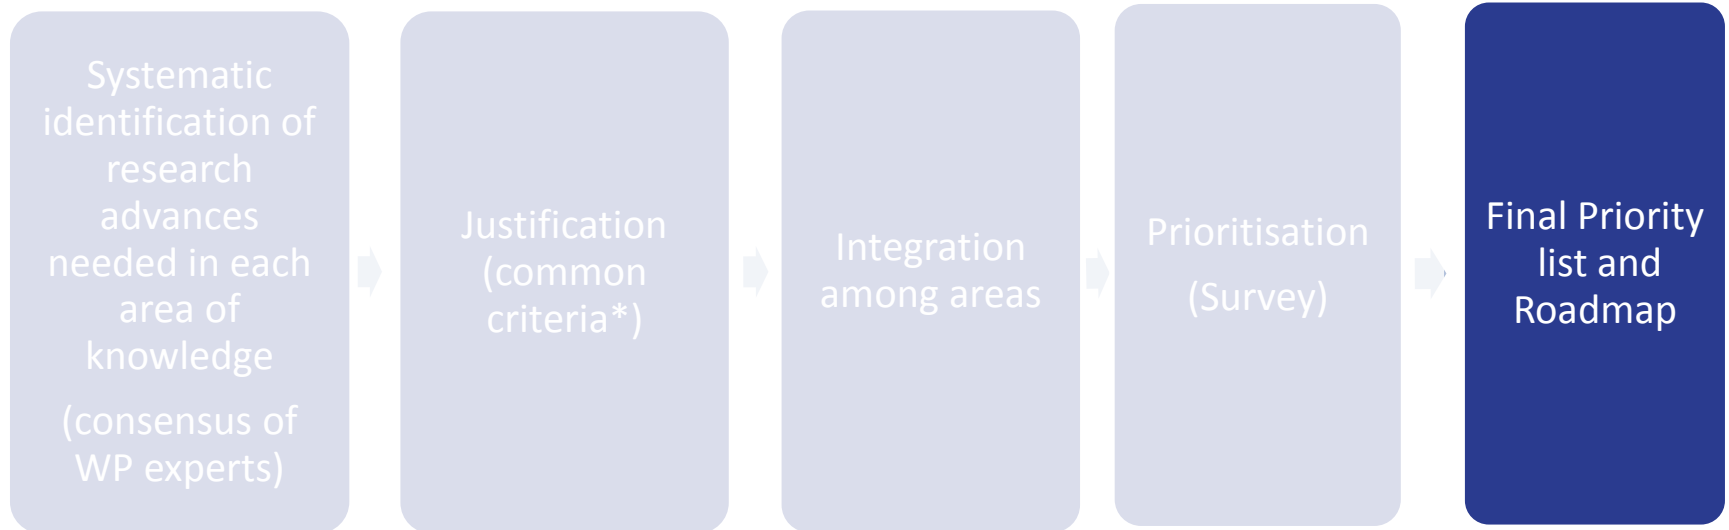 Systematic
identification of
research
advances
needed in each
area of
knowledge
(consensus of
WP experts)
Justification
(common
criteria*)
Integration
among areas
Prioritisation
(Survey)
Final Priority
list and
Roadmap